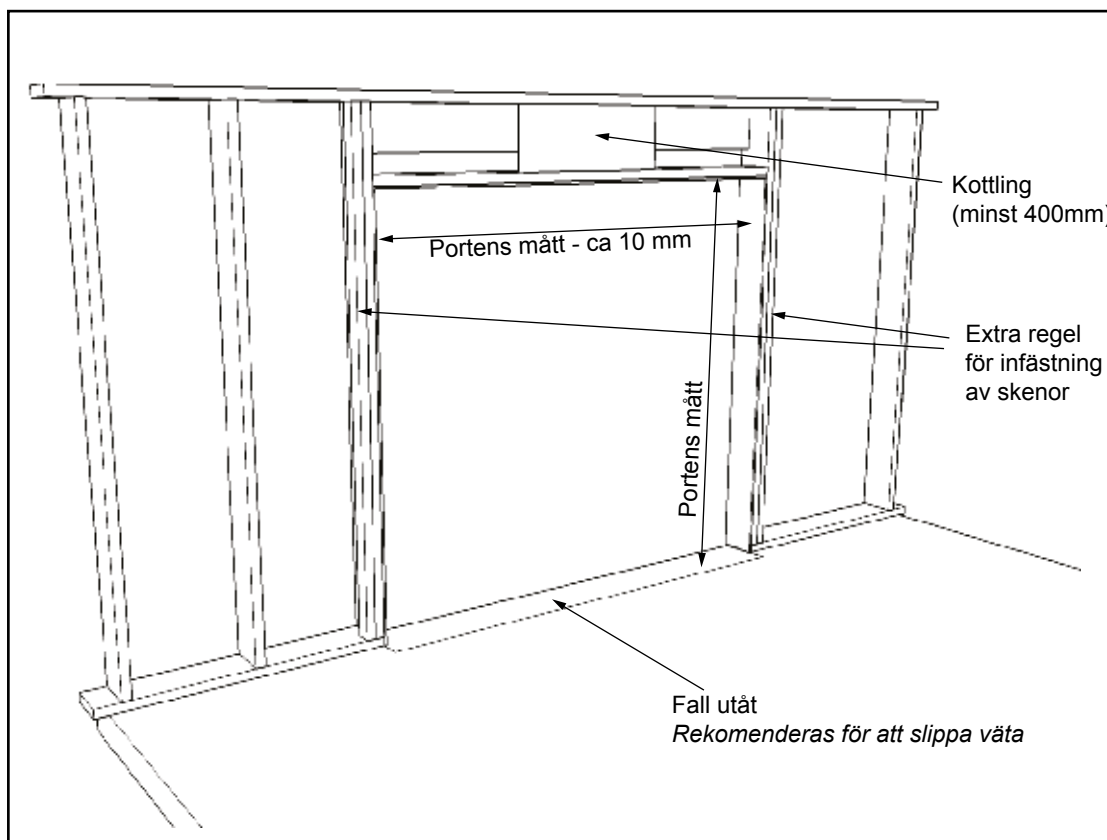 Kottling
(minst 400mm)
Portens mått - ca 10 mm
Extra regel
för infästning
av skenor
Portens mått
Fall utåt
Rekomenderas för att slippa väta